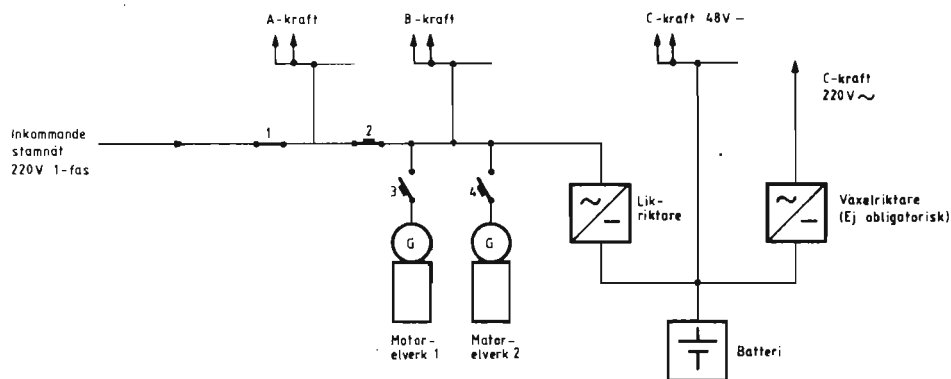 A-kraft
B-kraft
C-kraft 48V –
C-kraft
220V ~
Inkommande
stamnät
220V 1-fas
1
2
3
4
G
G
~
–
Lik-
riktare
~
–
Växelriktare
(Ej obligatorisk)
Motor-
elverk 1
Motor-
elverk 2
Batteri